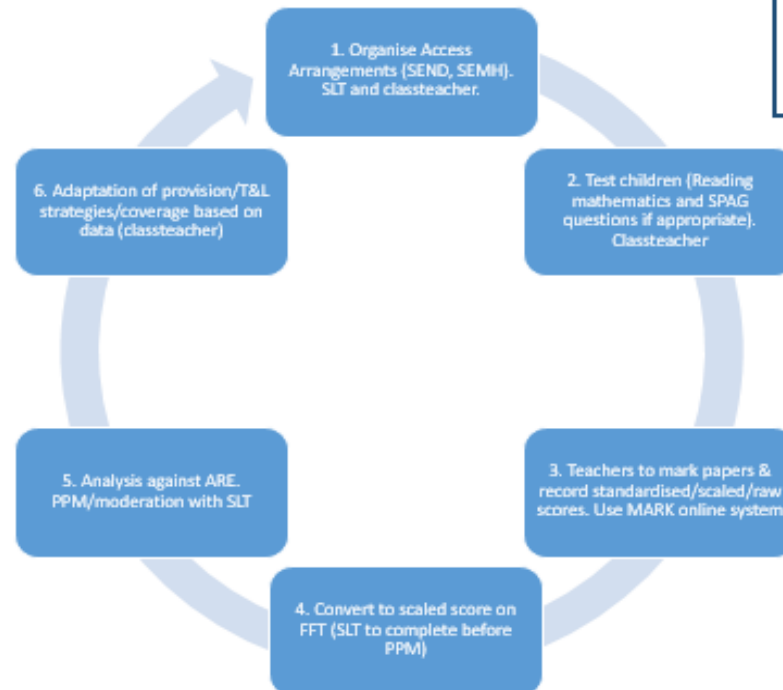 1. Organise Access
Arrangements (SEND, SEMH).
SLT and classteacher.
2. Test children (Reading
mathematics and SPAG
questions if appropriate).
Classteacher
3. Teachers to mark papers &
record standardised/scaled/raw
scores. Use MARK online system
4. Convert to scaled score on
FFT (SLT to complete before
PPM)
5. Analysis against ARE.
PPM/moderation with SLT
6. Adaptation of provision/T&L
strategies/coverage based on
data (classteacher)